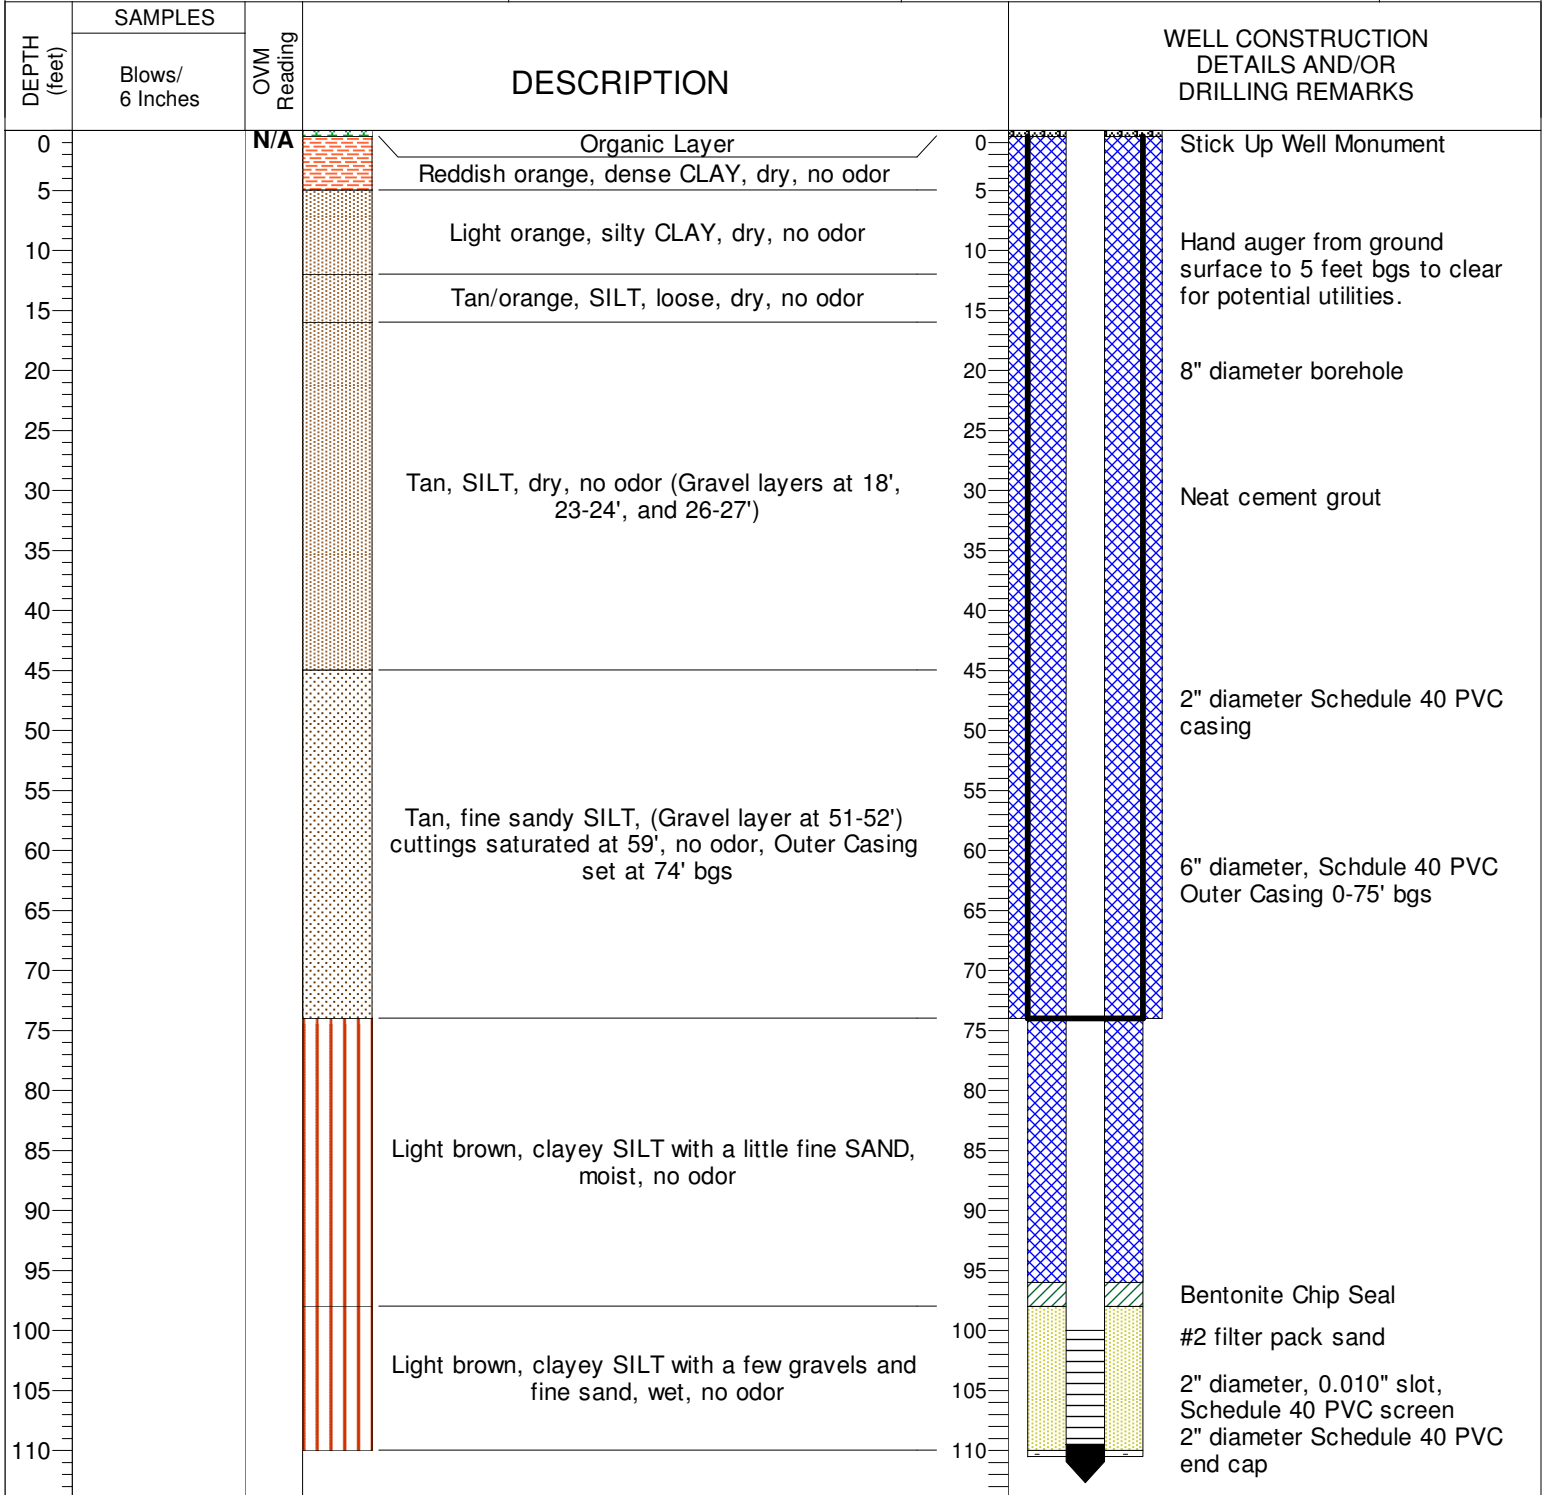 SAMPLES
DEPTH
(feet)
Blows/
6 Inches
OVM
Reading
DESCRIPTION
WELL CONSTRUCTION
DETAILS AND/OR
DRILLING REMARKS
0
5
10
15
20
25
30
35
40
45
50
55
60
65
70
75
80
85
90
95
100
105
110
N/A
Organic Layer
Reddish orange, dense CLAY, dry, no odor
Light orange, silty CLAY, dry, no odor
Tan/orange, SILT, loose, dry, no odor
Tan, SILT, dry, no odor (Gravel layers at 18',
23-24', and 26-27')
Tan, fine sandy SILT, (Gravel layer at 51-52')
cuttings saturated at 59', no odor, Outer Casing
set at 74' bgs
Light brown, clayey SILT with a little fine SAND,
moist, no odor
Light brown, clayey SILT with a few gravels and
fine sand, wet, no odor
0
5
10
15
20
25
30
35
40
45
50
55
60
65
70
75
80
85
90
95
100
105
110
Stick Up Well Monument
Hand auger from ground
surface to 5 feet bgs to clear
for potential utilities.
8" diameter borehole
Neat cement grout
2" diameter Schedule 40 PVC
casing
6" diameter, Schdule 40 PVC
Outer Casing 0-75' bgs
Bentonite Chip Seal
#2 filter pack sand
2" diameter, 0.010" slot,
Schedule 40 PVC screen
2" diameter Schedule 40 PVC
end cap